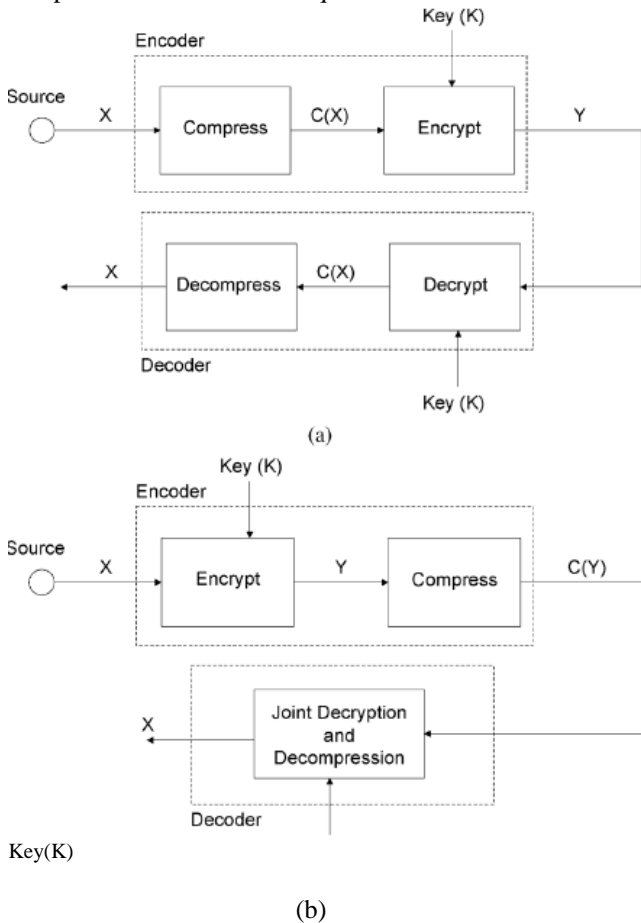 Key (K)
Encoder
Source
X
Compress
C(X)
Encrypt
Y
X
Decompress
C(X)
Decrypt
Decoder
Key (K)
(a)
Key (K)
Encoder
Source
X
Encrypt
Y
Compress
C(Y)
X
Joint Decryption
and
Decompression
Decoder
Key(K)
(b)